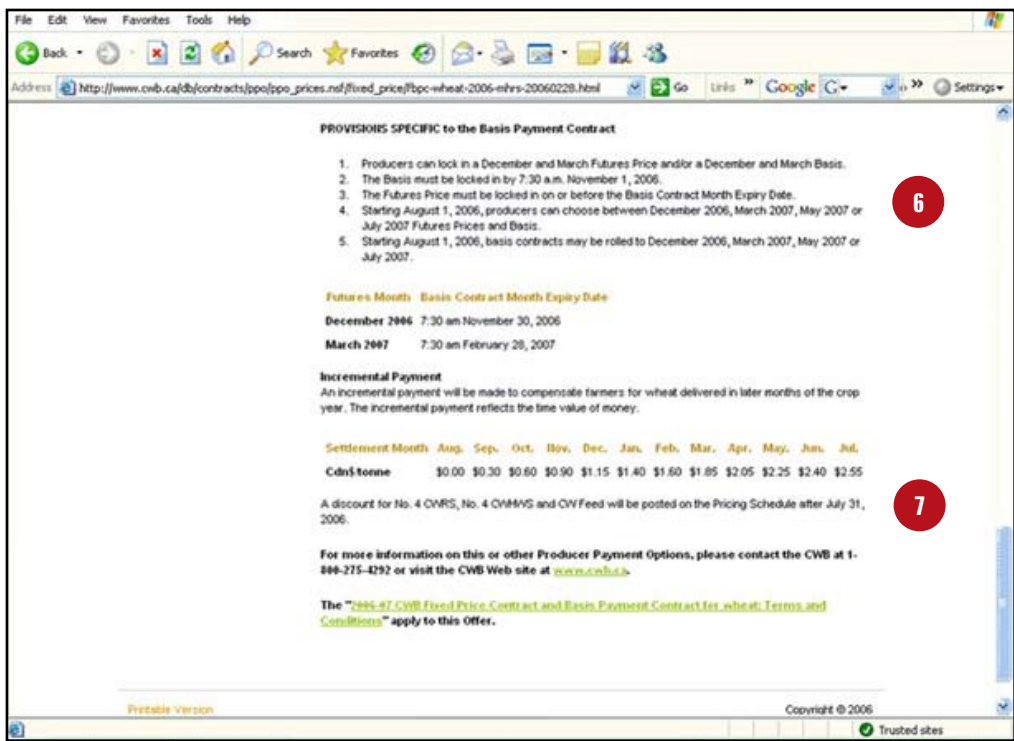 File Edit View Favorites Tools Help
Back Search Favorites
Address http://www.cwb.ca/db/contracts/ppo/ppo_prices.nsf/fixed_price/fbpc-wheat-2006-mhrs-20060228.html Go Links » Google G » Settings
PROVISIONS SPECIFIC to the Basis Payment Contract
1. Producers can lock in a December and March Futures Price and/or a December and March Basis.
2. The Basis must be locked in by 7:30 a.m. November 1, 2006.
3. The Futures Price must be locked in on or before the Basis Contract Month Expiry Date.
6
4. Starting August 1, 2006, producers can choose between December 2006, March 2007, May 2007 or
July 2007 Futures Prices and Basis.
5. Starting August 1, 2006, basis contracts may be rolled to December 2006, March 2007, May 2007 or
July 2007.
Futures Month Basis Contract Month Expiry Date
December 2006 7:30 am November 30, 2006
March 2007 7:30 am February 28, 2007
Incremental Payment
An incremental payment will be made to compensate farmers for wheat delivered in later months of the crop
year. The incremental payment reflects the time value of money.
Settlement Month Aug. Sep. Oct. Nov. Dec. Jan. Feb. Mar. Apr. May. Jun. Jul.
Cdn$ tonne $0.00 $0.30 $0.60 $0.90 $1.15 $1.40 $1.60 $1.85 $2.05 $2.25 $2.40 $2.55
A discount for No. 4 CWRS, No. 4 CWHWS and CW Feed will be posted on the Pricing Schedule after July 31,
2006.
7
For more information on this or other Producer Payment Options, please contact the CWB at 1-
800-275-4292 or visit the CWB Web site at www.cwb.ca.
The "2006-07 CWB Fixed Price Contract and Basis Payment Contract for wheat: Terms and
Conditions" apply to this Offer.
Printable Version Copyright © 2006
Trusted sites